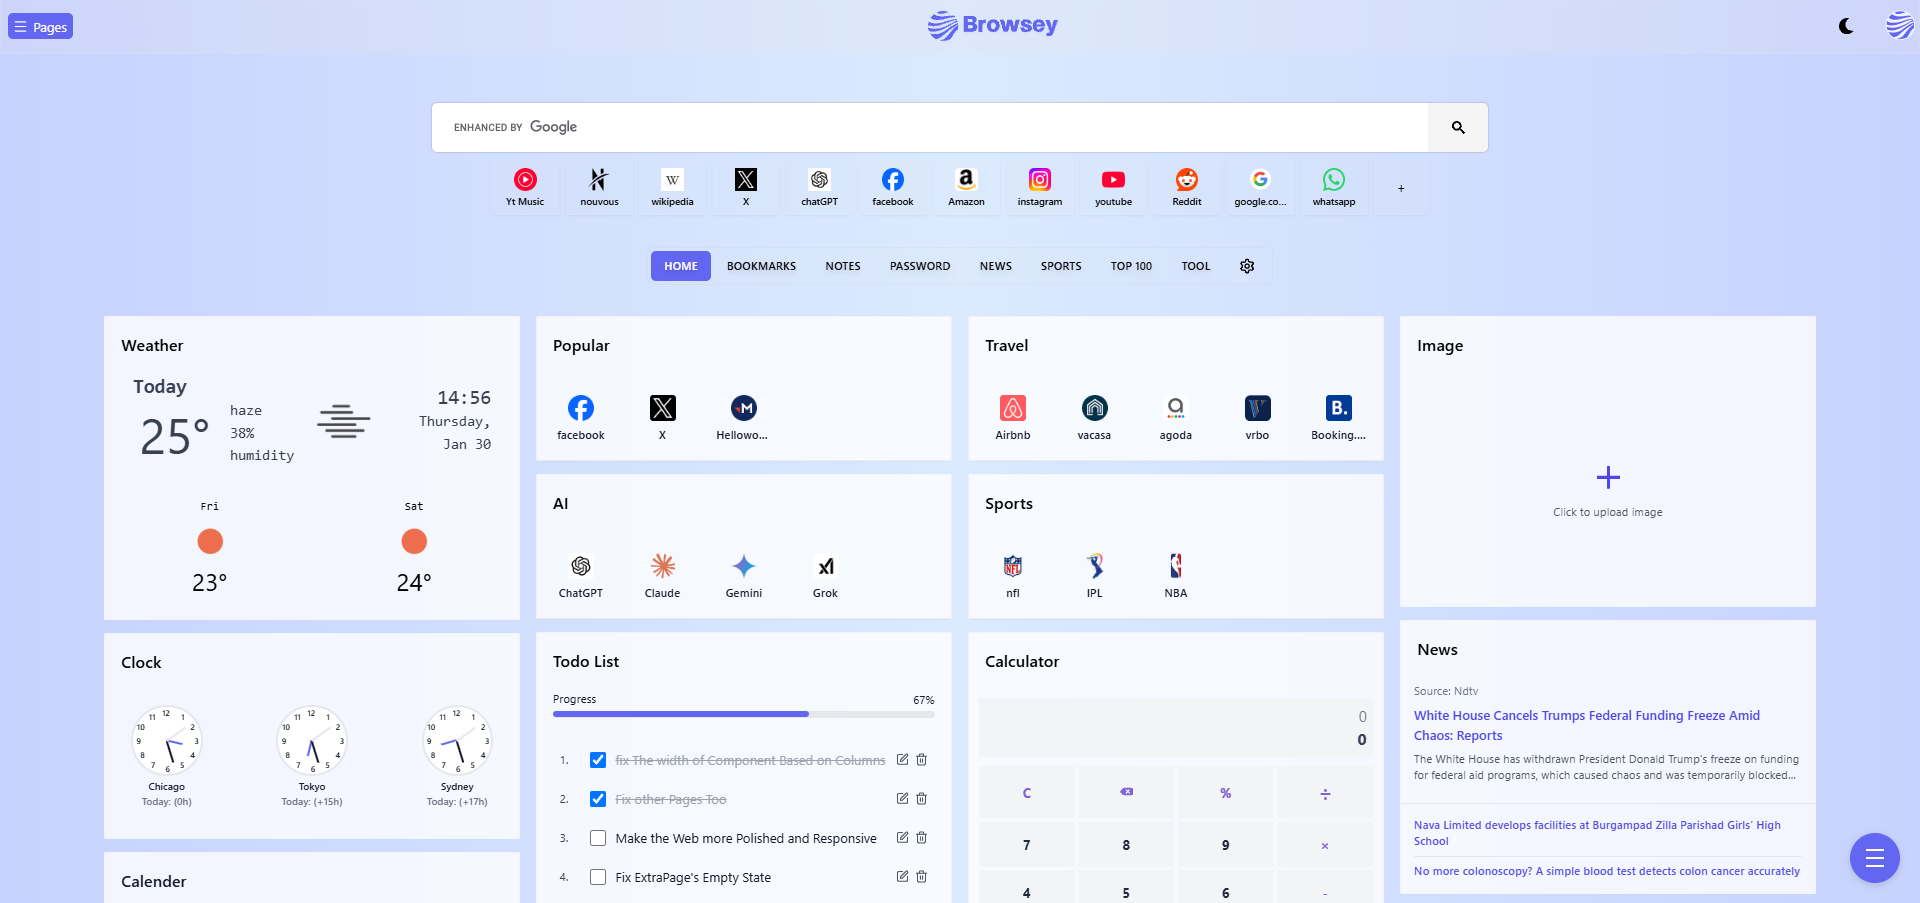 Pages
Browsey
ENHANCED BY Google
Yt Music
nouvous
wikipedia
X
chatGPT
facebook
Amazon
instagram
youtube
Reddit
google.co...
whatsapp
+
HOME
BOOKMARKS
NOTES
PASSWORD
NEWS
SPORTS
TOP 100
TOOL
Weather
Today
25°
haze
38%
humidity
14:56
Thursday,
Jan 30
Fri
23°
Sat
24°
Popular
facebook
X
Hellowo...
Travel
Airbnb
vacasa
agoda
vrbo
Booking....
Image
Click to upload image
AI
ChatGPT
Claude
Gemini
Grok
Sports
nfl
IPL
NBA
Clock
Chicago
Today: (0h)
Tokyo
Today: (+15h)
Sydney
Today: (+17h)
Calender
Todo List
Progress
67%
1. fix The width of Component Based on Columns
2. Fix other Pages Too
3. Make the Web more Polished and Responsive
4. Fix ExtraPage's Empty State
Calculator
0
0
C
%
÷
7
8
9
×
4
5
6
-
News
Source: Ndtv
White House Cancels Trumps Federal Funding Freeze Amid
Chaos: Reports
The White House has withdrawn President Donald Trump's freeze on funding
for federal aid programs, which caused chaos and was temporarily blocked...
Nava Limited develops facilities at Burgampad Zilla Parishad Girls' High
School
No more colonoscopy? A simple blood test detects colon cancer accurately